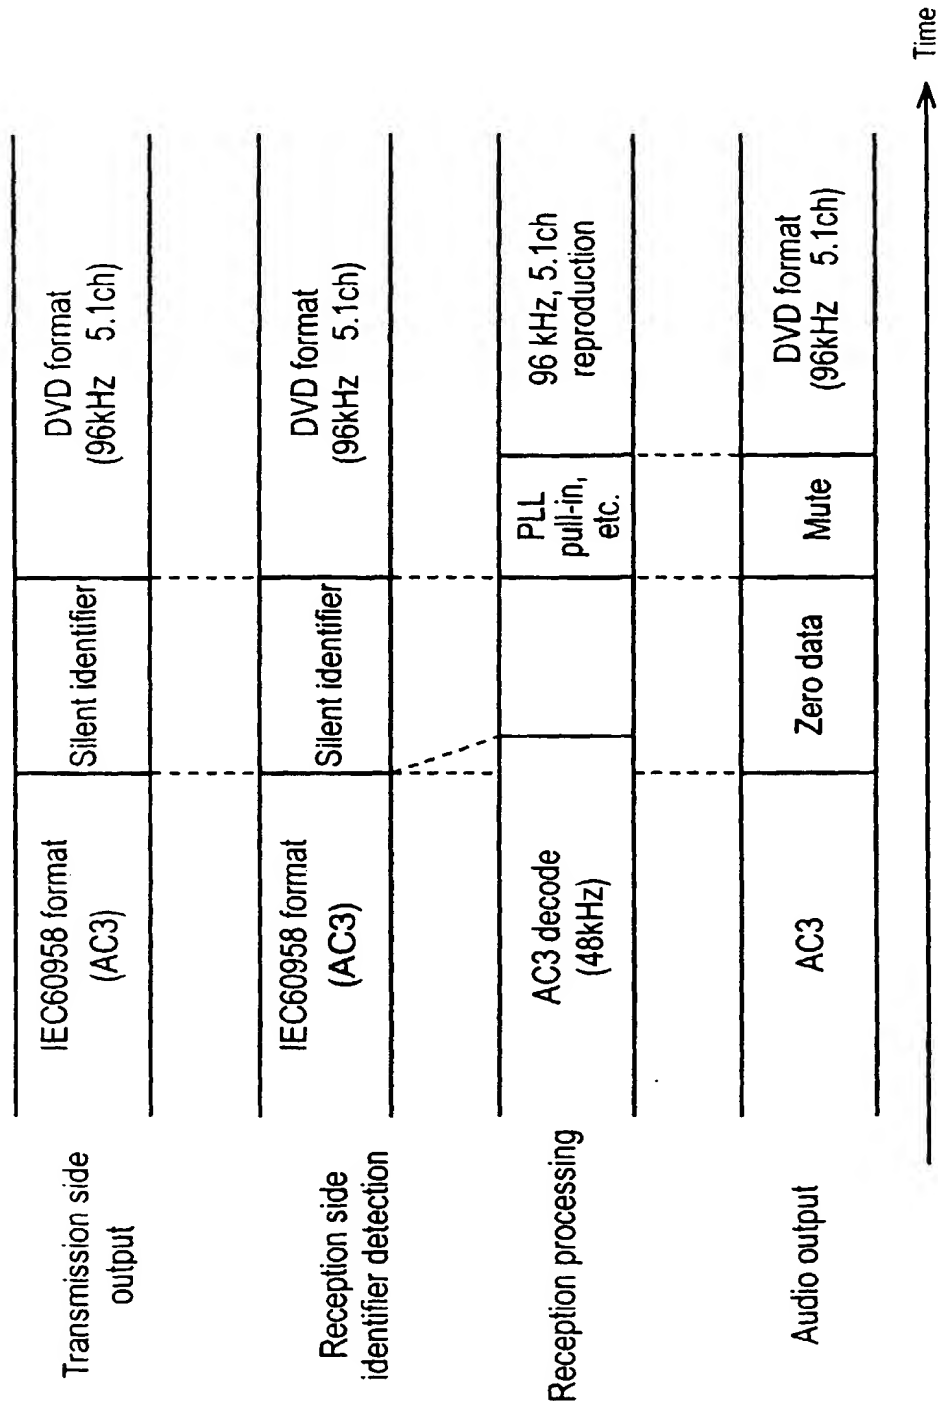 Transmission side
output
IEC60958 format
(AC3)
Silent identifier
DVD format
(96kHz 5.1ch)
Reception side
identifier detection
IEC60958 format
(AC3)
Silent identifier
DVD format
(96kHz 5.1ch)
Reception processing
AC3 decode
(48kHz)
PLL
pull-in,
etc.
96 kHz, 5.1ch
reproduction
Audio output
AC3
Zero data
Mute
DVD format
(96kHz 5.1ch)
Time